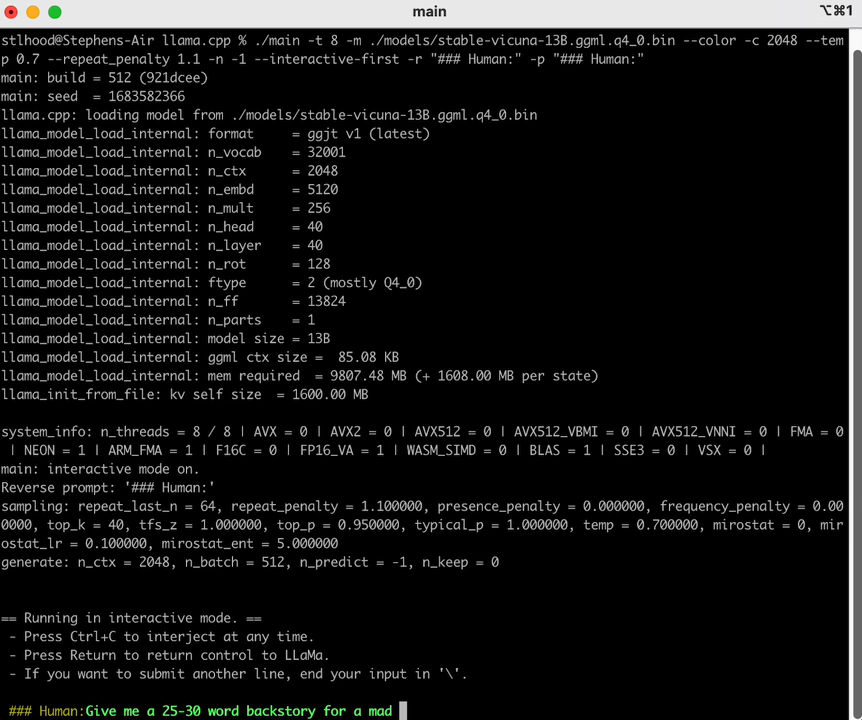 main
⌥⌘1
stlhood@Stephens-Air llama.cpp % ./main -t 8 -m ./models/stable-vicuna-13B.ggml.q4_0.bin --color -c 2048 --tem
p 0.7 --repeat_penalty 1.1 -n -1 --interactive-first -r "### Human:" -p "### Human:"
main: build = 512 (921dcee)
main: seed  = 1683582366
llama.cpp: loading model from ./models/stable-vicuna-13B.ggml.q4_0.bin
llama_model_load_internal: format     = ggjt v1 (latest)
llama_model_load_internal: n_vocab    = 32001
llama_model_load_internal: n_ctx      = 2048
llama_model_load_internal: n_embd     = 5120
llama_model_load_internal: n_mult     = 256
llama_model_load_internal: n_head     = 40
llama_model_load_internal: n_layer    = 40
llama_model_load_internal: n_rot      = 128
llama_model_load_internal: ftype      = 2 (mostly Q4_0)
llama_model_load_internal: n_ff       = 13824
llama_model_load_internal: n_parts    = 1
llama_model_load_internal: model size = 13B
llama_model_load_internal: ggml ctx size =  85.08 KB
llama_model_load_internal: mem required  = 9807.48 MB (+ 1608.00 MB per state)
llama_init_from_file: kv self size  = 1600.00 MB
system_info: n_threads = 8 / 8 | AVX = 0 | AVX2 = 0 | AVX512 = 0 | AVX512_VBMI = 0 | AVX512_VNNI = 0 | FMA = 0
 | NEON = 1 | ARM_FMA = 1 | F16C = 0 | FP16_VA = 1 | WASM_SIMD = 0 | BLAS = 1 | SSE3 = 0 | VSX = 0 |
main: interactive mode on.
Reverse prompt: '### Human:'
sampling: repeat_last_n = 64, repeat_penalty = 1.100000, presence_penalty = 0.000000, frequency_penalty = 0.00
0000, top_k = 40, tfs_z = 1.000000, top_p = 0.950000, typical_p = 1.000000, temp = 0.700000, mirostat = 0, mir
ostat_lr = 0.100000, mirostat_ent = 5.000000
generate: n_ctx = 2048, n_batch = 512, n_predict = -1, n_keep = 0
== Running in interactive mode. ==
 - Press Ctrl+C to interject at any time.
 - Press Return to return control to LLaMa.
 - If you want to submit another line, end your input in '\'.
 ### Human:Give me a 25-30 word backstory for a mad